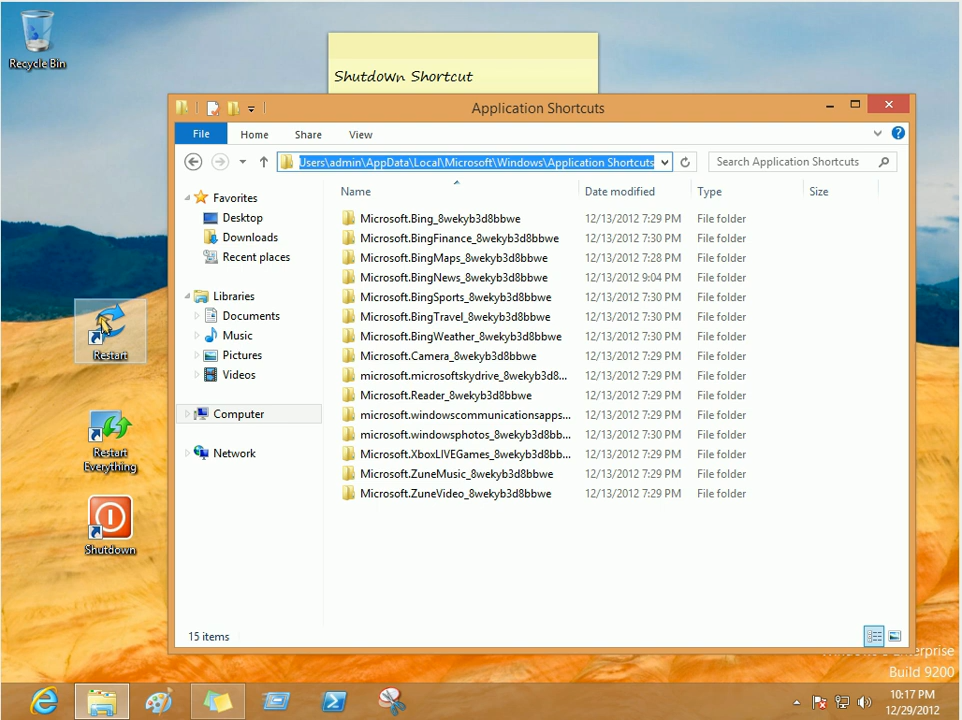 Recycle Bin
Shutdown Shortcut
Application Shortcuts
File Home Share View
Users\admin\AppData\Local\Microsoft\Windows\Application Shortcuts
Search Application Shortcuts
Favorites
Desktop
Downloads
Recent places
Libraries
Documents
Music
Pictures
Videos
Computer
Network
Name Date modified Type Size
Microsoft.Bing_8wekyb3d8bbwe 12/13/2012 7:29 PM File folder
Microsoft.BingFinance_8wekyb3d8bbwe 12/13/2012 7:30 PM File folder
Microsoft.BingMaps_8wekyb3d8bbwe 12/13/2012 7:28 PM File folder
Microsoft.BingNews_8wekyb3d8bbwe 12/13/2012 9:04 PM File folder
Microsoft.BingSports_8wekyb3d8bbwe 12/13/2012 7:30 PM File folder
Microsoft.BingTravel_8wekyb3d8bbwe 12/13/2012 7:30 PM File folder
Microsoft.BingWeather_8wekyb3d8bbwe 12/13/2012 7:30 PM File folder
Microsoft.Camera_8wekyb3d8bbwe 12/13/2012 7:29 PM File folder
microsoft.microsoftskydrive_8wekyb3d8... 12/13/2012 7:29 PM File folder
Microsoft.Reader_8wekyb3d8bbwe 12/13/2012 7:29 PM File folder
microsoft.windowscommunicationsapps... 12/13/2012 7:29 PM File folder
microsoft.windowsphotos_8wekyb3d8bb... 12/13/2012 7:30 PM File folder
Microsoft.XboxLIVEGames_8wekyb3d8bb... 12/13/2012 7:29 PM File folder
Microsoft.ZuneMusic_8wekyb3d8bbwe 12/13/2012 7:29 PM File folder
Microsoft.ZuneVideo_8wekyb3d8bbwe 12/13/2012 7:29 PM File folder
15 items
Restart
Restart
Everything
Shutdown
Build 9200
10:17 PM
12/29/2012